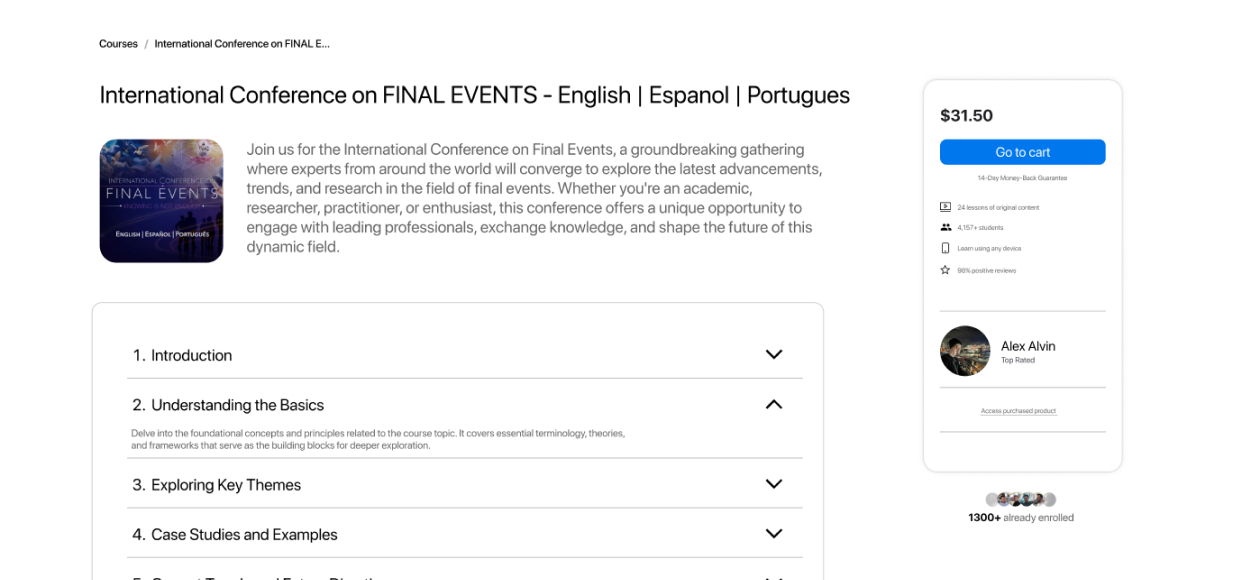 Courses / International Conference on FINAL E...
International Conference on FINAL EVENTS - English | Espanol | Portugues
INTERNATIONAL CONFERENCE ON
FINAL EVENTS
ENGLISH | ESPAÑOL | PORTUGUÊS
Join us for the International Conference on Final Events, a groundbreaking gathering
where experts from around the world will converge to explore the latest advancements,
trends, and research in the field of final events. Whether you're an academic,
researcher, practitioner, or enthusiast, this conference offers a unique opportunity to
engage with leading professionals, exchange knowledge, and shape the future of this
dynamic field.
1. Introduction
2. Understanding the Basics
Delve into the foundational concepts and principles related to the course topic. It covers essential terminology, theories,
and frameworks that serve as the building blocks for deeper exploration.
3. Exploring Key Themes
4. Case Studies and Examples
$31.50
Go to cart
14-Day Money-Back Guarantee
24 lessons of original content
4,157+ students
Learn using any device
98% positive reviews
Alex Alvin
Top Rated
Access purchased product
1300+ already enrolled